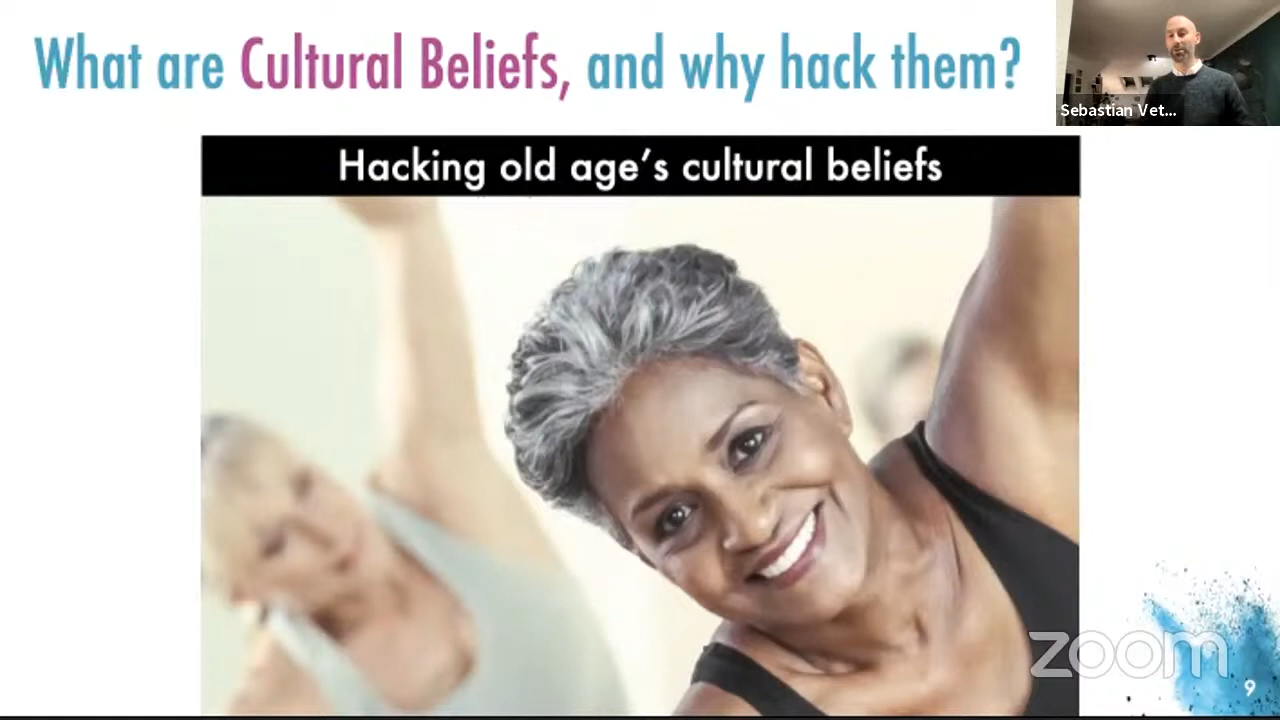 What are Cultural Beliefs, and why hack them?
Sebastian Vet...
Hacking old age's cultural beliefs
zoom
9